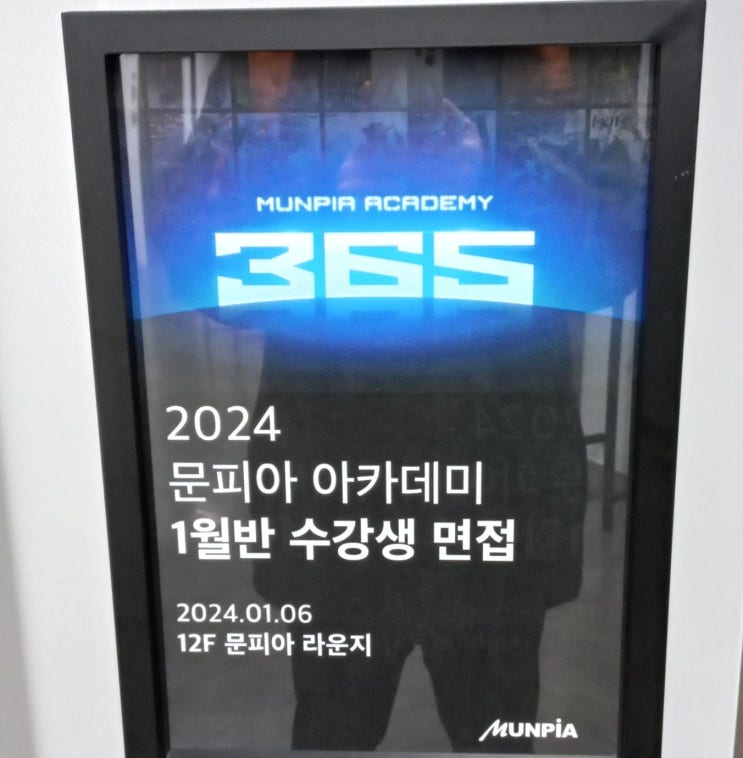 EXIT
MUNPIA ACADEMY
365
2024
문피아 아카데미
1월반 수강생 면접
2024.01.06
12F 문피아 라운지
MUNPIA